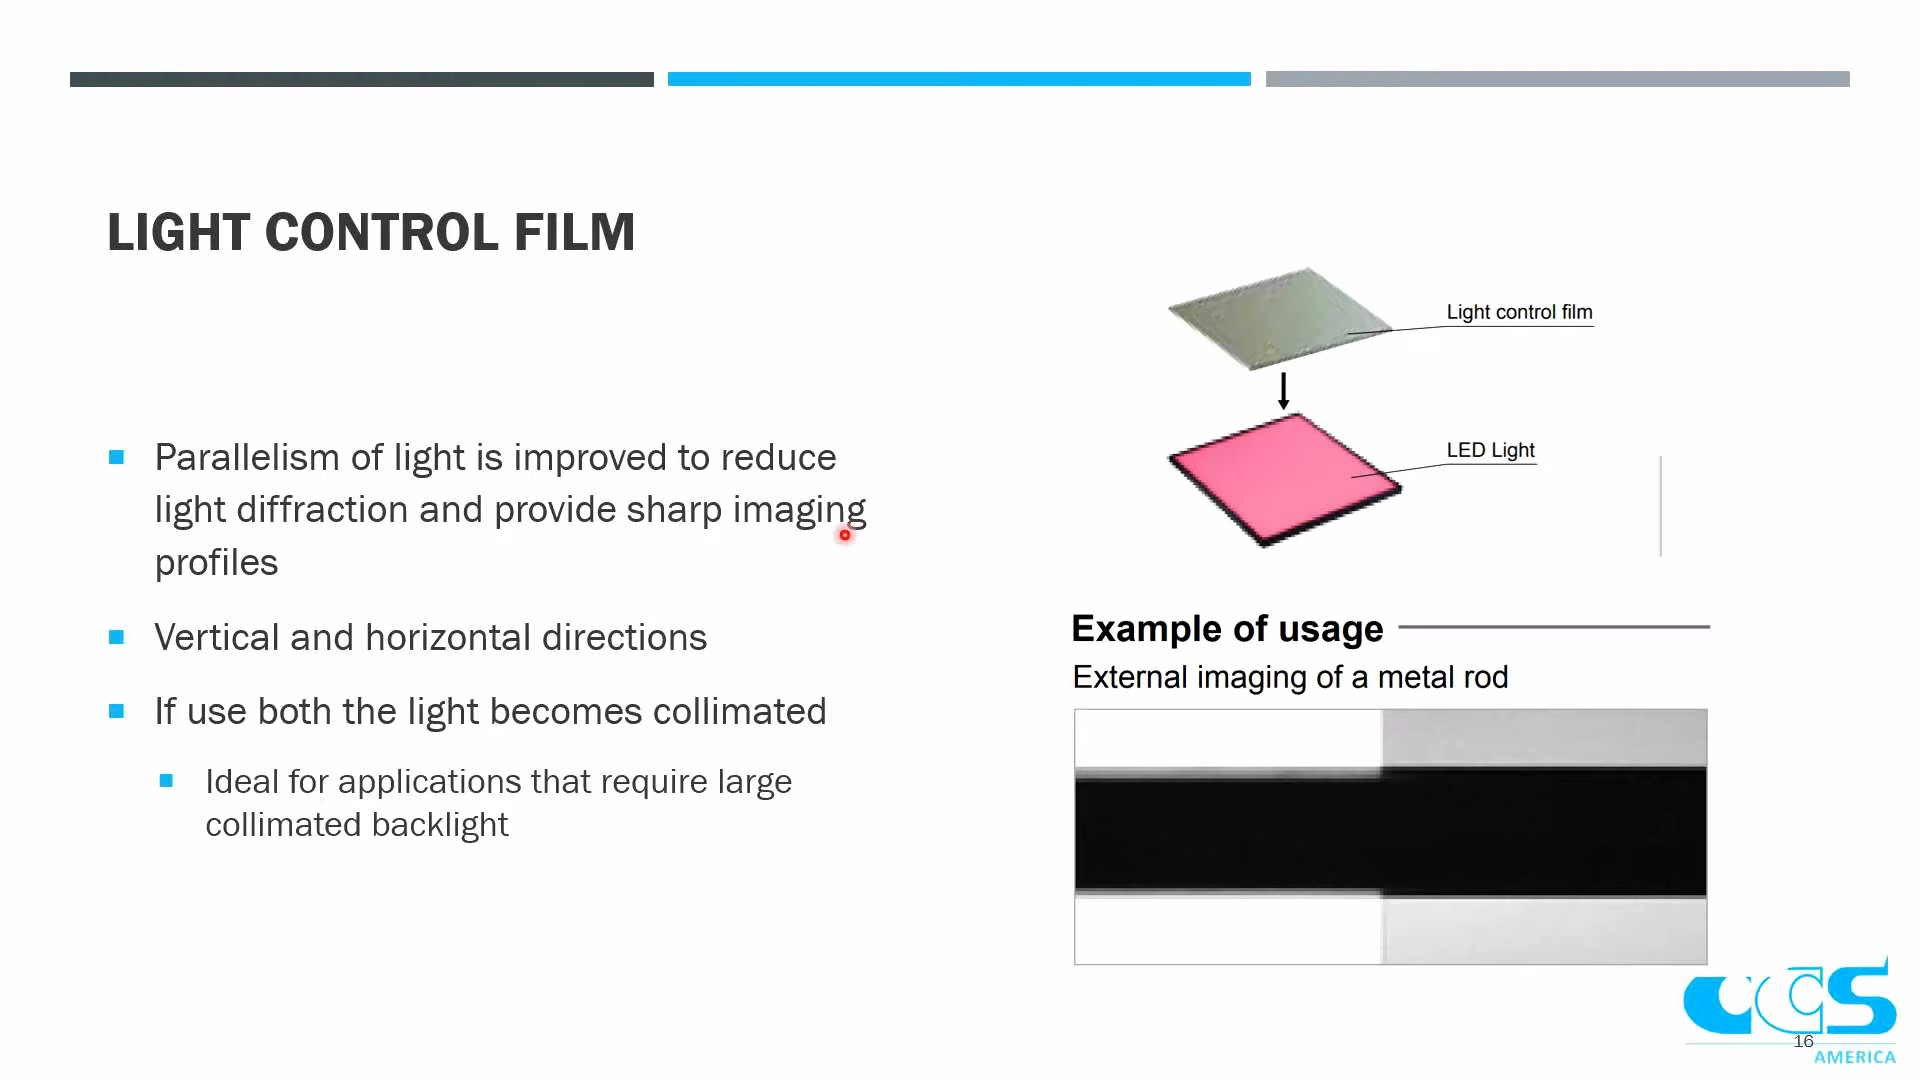 LIGHT CONTROL FILM
Parallelism of light is improved to reduce
light diffraction and provide sharp imaging
profiles
Vertical and horizontal directions
If use both the light becomes collimated
Ideal for applications that require large
collimated backlight
Light control film
LED Light
Example of usage
External imaging of a metal rod
CCS
16
AMERICA